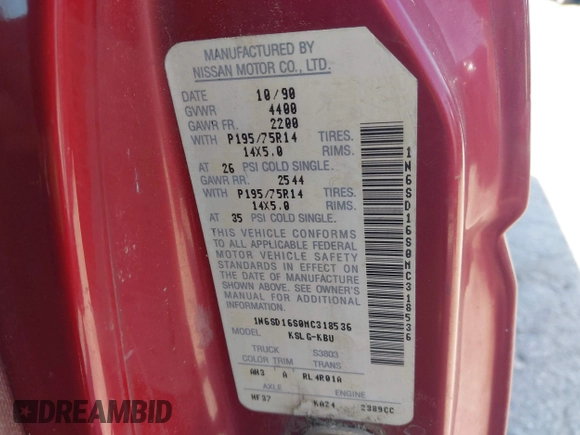 MANUFACTURED BY
NISSAN MOTOR CO., LTD.
DATE 10/90
GVWR 4400
GAWR FR. 2200
WITH P195/75R14 TIRES.
14X5.0 RIMS.
AT 26 PSI COLD SINGLE.
GAWR RR. 2544
WITH P195/75R14 TIRES.
14X5.0 RIMS.
AT 35 PSI COLD SINGLE.
THIS VEHICLE CONFORMS
TO ALL APPLICABLE FEDERAL
MOTOR VEHICLE SAFETY
STANDARDS IN EFFECT ON
THE DATE OF MANUFACTURE
SHOWN ABOVE.
SEE OWNER'S MANUAL FOR
ADDITIONAL INFORMATION.
1N6SD16S0MC318536
MODEL KSLG-KBU
TRUCK S3803
COLOR TRIM TRANS
AH3 A RL4R01A
AXLE ENGINE
HF37 KA24 2389CC
1N6SD16S0MC318536
DREAMBID